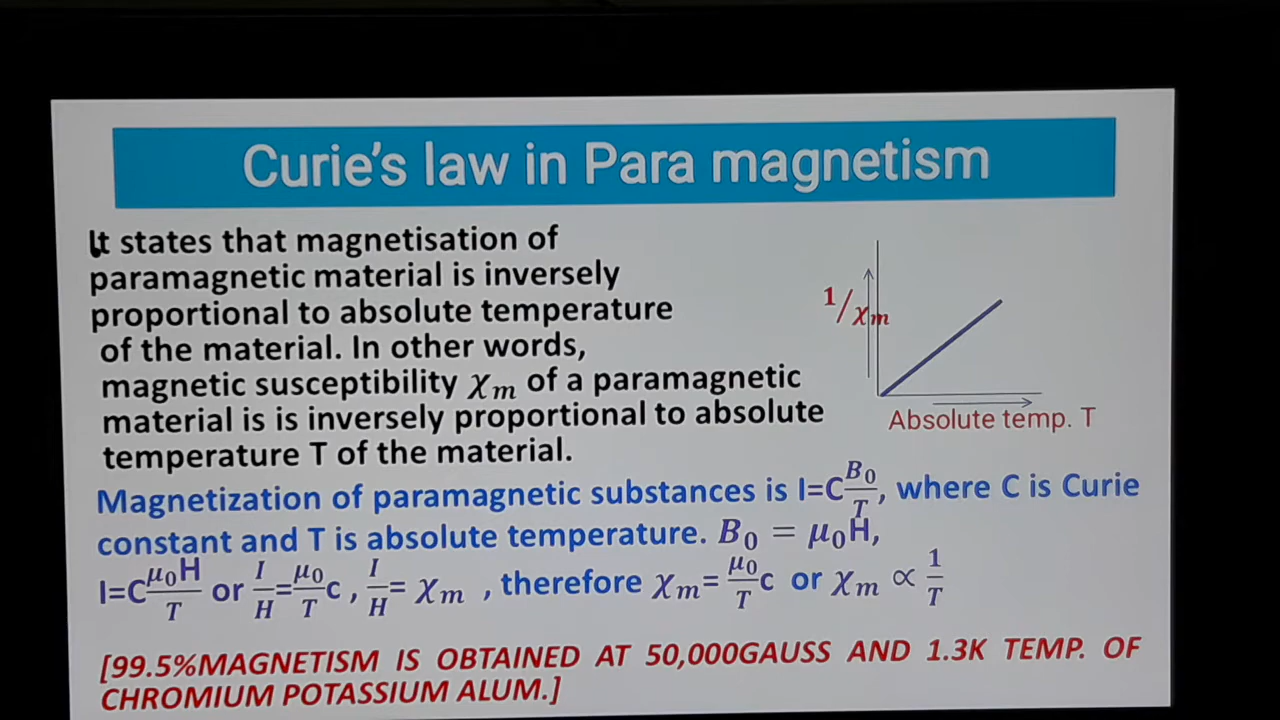 Curie's law in Para magnetism
It states that magnetisation of
paramagnetic material is inversely
proportional to absolute temperature
of the material. In other words,
magnetic susceptibility χₘ of a paramagnetic
material is is inversely proportional to absolute
temperature T of the material.
1/χₘ
Absolute temp. T
Magnetization of paramagnetic substances is I=C B₀/T, where C is Curie
constant and T is absolute temperature. B₀ = μ₀H,
I=C μ₀H/T or I/H=μ₀/T c , I/H= χₘ , therefore χₘ= μ₀/T c or χₘ ∝ 1/T
[99.5%MAGNETISM IS OBTAINED AT 50,000GAUSS AND 1.3K TEMP. OF
CHROMIUM POTASSIUM ALUM.]